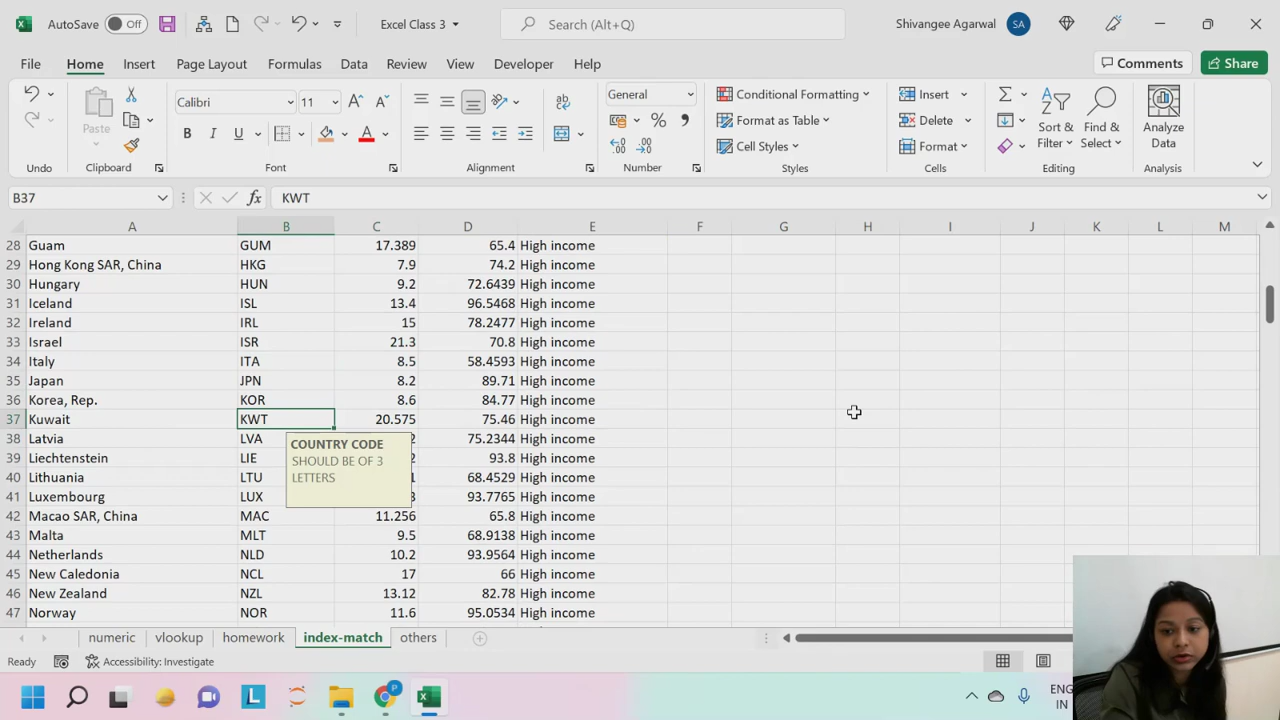 AutoSave Off Excel Class 3 Search (Alt+Q) Shivangee Agarwal SA
File Home Insert Page Layout Formulas Data Review View Developer Help Comments Share
Paste Calibri 11 General Conditional Formatting Insert
Format as Table Delete Sort & Find & Analyze
Cell Styles Format Filter Select Data
Undo Clipboard Font Alignment Number Styles Cells Editing Analysis
B37 KWT
A B C D E F G H I J K L M
28 Guam GUM 17.389 65.4 High income
29 Hong Kong SAR, China HKG 7.9 74.2 High income
30 Hungary HUN 9.2 72.6439 High income
31 Iceland ISL 13.4 96.5468 High income
32 Ireland IRL 15 78.2477 High income
33 Israel ISR 21.3 70.8 High income
34 Italy ITA 8.5 58.4593 High income
35 Japan JPN 8.2 89.71 High income
36 Korea, Rep. KOR 8.6 84.77 High income
37 Kuwait KWT 20.575 75.46 High income
38 Latvia LVA 2 75.2344 High income
39 Liechtenstein LIE 2 93.8 High income
40 Lithuania LTU 1 68.4529 High income
41 Luxembourg LUX 3 93.7765 High income
COUNTRY CODE
SHOULD BE OF 3
LETTERS
42 Macao SAR, China MAC 11.256 65.8 High income
43 Malta MLT 9.5 68.9138 High income
44 Netherlands NLD 10.2 93.9564 High income
45 New Caledonia NCL 17 66 High income
46 New Zealand NZL 13.12 82.78 High income
47 Norway NOR 11.6 95.0534 High income
numeric vlookup homework index-match others
Ready Accessibility: Investigate
ENG
IN